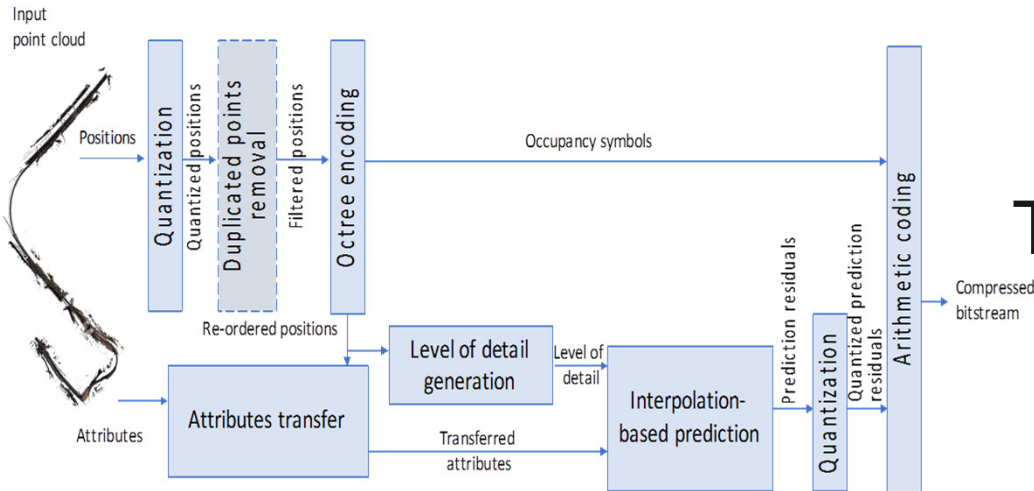 Input
point cloud
Positions
Quantization
Quantized positions
Duplicated points
removal
Filtered positions
Octree encoding
Occupancy symbols
Arithmetic coding
Compressed
bitstream
Re-ordered positions
Level of detail
generation
Level of
detail
Attributes
Attributes transfer
Transferred
attributes
Interpolation-
based prediction
Prediction residuals
Quantization
Quantized prediction
residuals
T